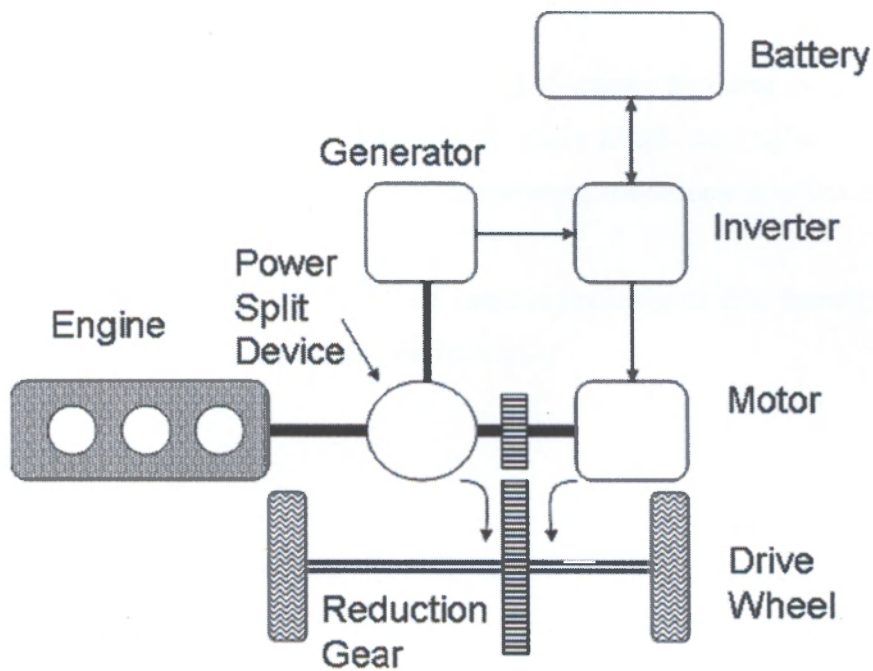 Battery
Generator
Inverter
Power
Split
Device
Engine
Motor
Drive
Wheel
Reduction
Gear